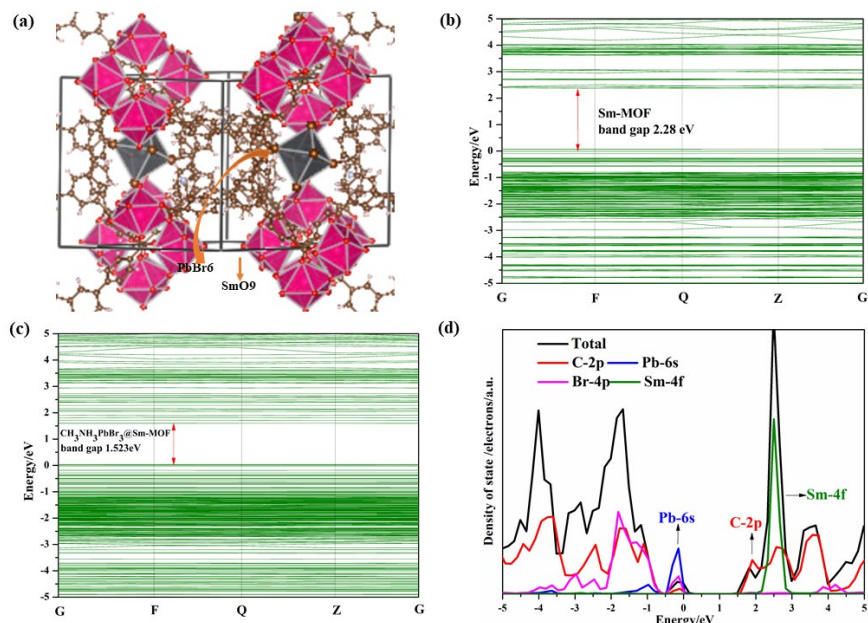 (a)
PbBr6
SmO9
(b)
5
4
3
2
1
0
-1
-2
-3
-4
-5
Energy/eV
Sm-MOF
band gap 2.28 eV
G F Q Z G
(c)
5
4
3
2
1
0
-1
-2
-3
-4
-5
Energy/eV
CH3NH3PbBr3@Sm-MOF
band gap 1.523eV
G F Q Z G
(d)
Density of state /electrons/a.u.
Total
C-2p Pb-6s
Br-4p Sm-4f
Sm-4f
Pb-6s
C-2p
-5 -4 -3 -2 -1 0 1 2 3 4 5
Energy/eV